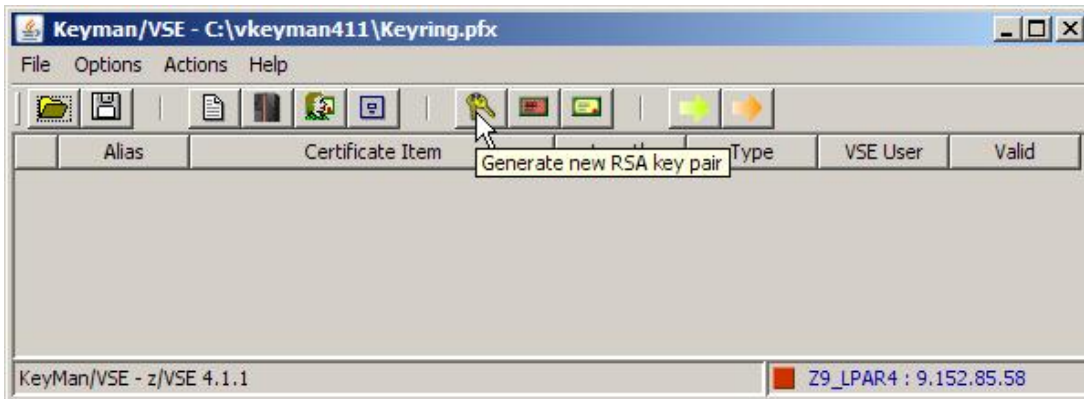 Keyman/VSE - C:\vkeyman411\Keyring.pfx
File Options Actions Help
Alias Certificate Item Type VSE User Valid
Generate new RSA key pair
KeyMan/VSE - z/VSE 4.1.1 Z9_LPAR4 : 9.152.85.58